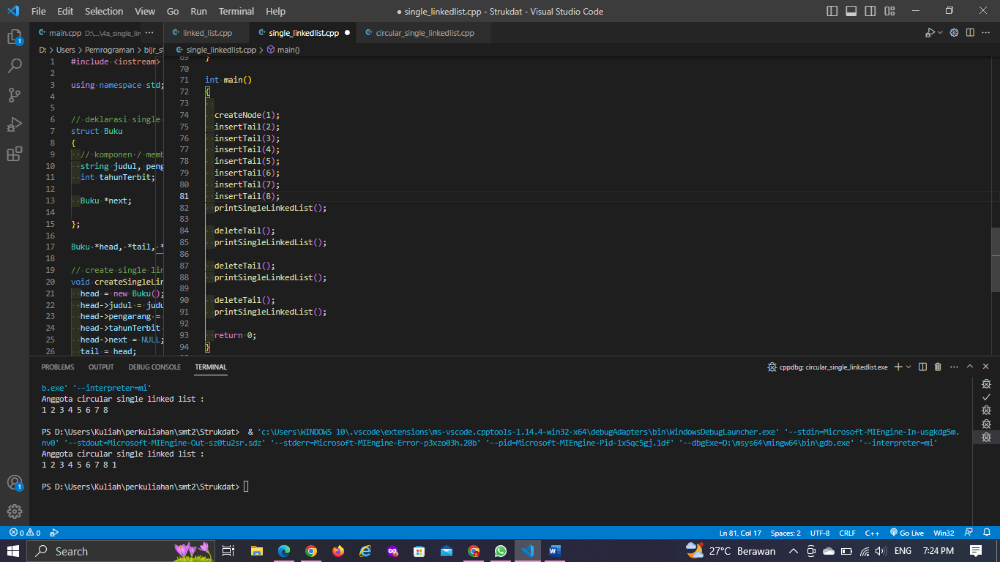 File Edit Selection View Go Run Terminal Help ● single_linkedlist.cpp - Strukdat - Visual Studio Code
main.cpp D:\...\4a_single_lir ··· linked_list.cpp single_linkedlist.cpp ● circular_single_linkedlist.cpp
D: > Users > Pemrograman > bljr_st
1 #include <iostream>
2
3 using namespace std;
4
5
6 // deklarasi single
7 struct Buku
8 {
9 // komponen / memb
10 string judul, peng
11 int tahunTerbit;
12
13 Buku *next;
14
15 };
16
17 Buku *head, *tail, *
18
19 // create single lin
20 void createSingleLin
21 head = new Buku();
22 head->judul = judu
23 head->pengarang =
24 head->tahunTerbit
25 head->next = NULL;
26 tail = head;
single_linkedlist.cpp > main()
69 }
70
71 int main()
72 {
73
74 createNode(1);
75 insertTail(2);
76 insertTail(3);
77 insertTail(4);
78 insertTail(5);
79 insertTail(6);
80 insertTail(7);
81 insertTail(8);
82 printSingleLinkedList();
83
84 deleteTail();
85 printSingleLinkedList();
86
87 deleteTail();
88 printSingleLinkedList();
89
90 deleteTail();
91 printSingleLinkedList();
92
93 return 0;
94 }
PROBLEMS OUTPUT DEBUG CONSOLE TERMINAL cppdbg: circular_single_linkedlist.exe
b.exe' '--interpreter=mi'
Anggota circular single linked list :
1 2 3 4 5 6 7 8
PS D:\Users\Kuliah\perkuliahan\smt2\Strukdat> & 'c:\Users\WINDOWS 10\.vscode\extensions\ms-vscode.cpptools-1.14.4-win32-x64\debugAdapters\bin\WindowsDebugLauncher.exe' '--stdin=Microsoft-MIEngine-In-usgkdg5m.
nv0' '--stdout=Microsoft-MIEngine-Out-sz0tu2sr.sdz' '--stderr=Microsoft-MIEngine-Error-p3xzo03h.20b' '--pid=Microsoft-MIEngine-Pid-1x5qc5gj.1df' '--dbgExe=D:\msys64\mingw64\bin\gdb.exe' '--interpreter=mi'
Anggota circular single linked list :
1 2 3 4 5 6 7 8 1
PS D:\Users\Kuliah\perkuliahan\smt2\Strukdat>
0 0 Ln 81, Col 17 Spaces: 2 UTF-8 CRLF C++ Go Live Win32
Search 27°C Berawan ENG 7:24 PM